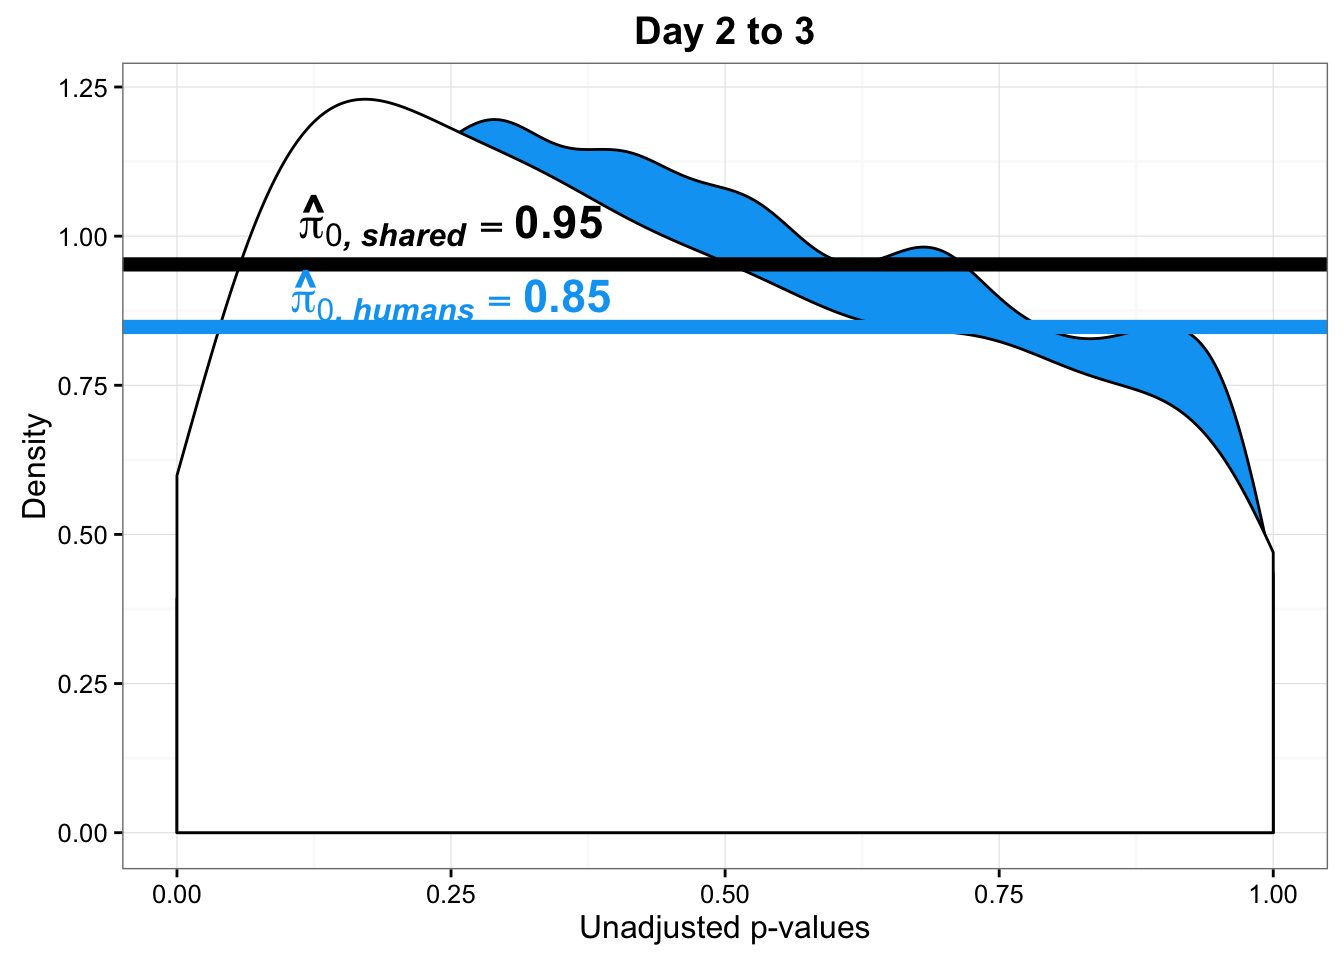 Day 2 to 3
1.25
1.00
0.75
0.50
0.25
0.00
Density
π̂0, shared = 0.95
π̂0, humans = 0.85
0.00 0.25 0.50 0.75 1.00
Unadjusted p-values